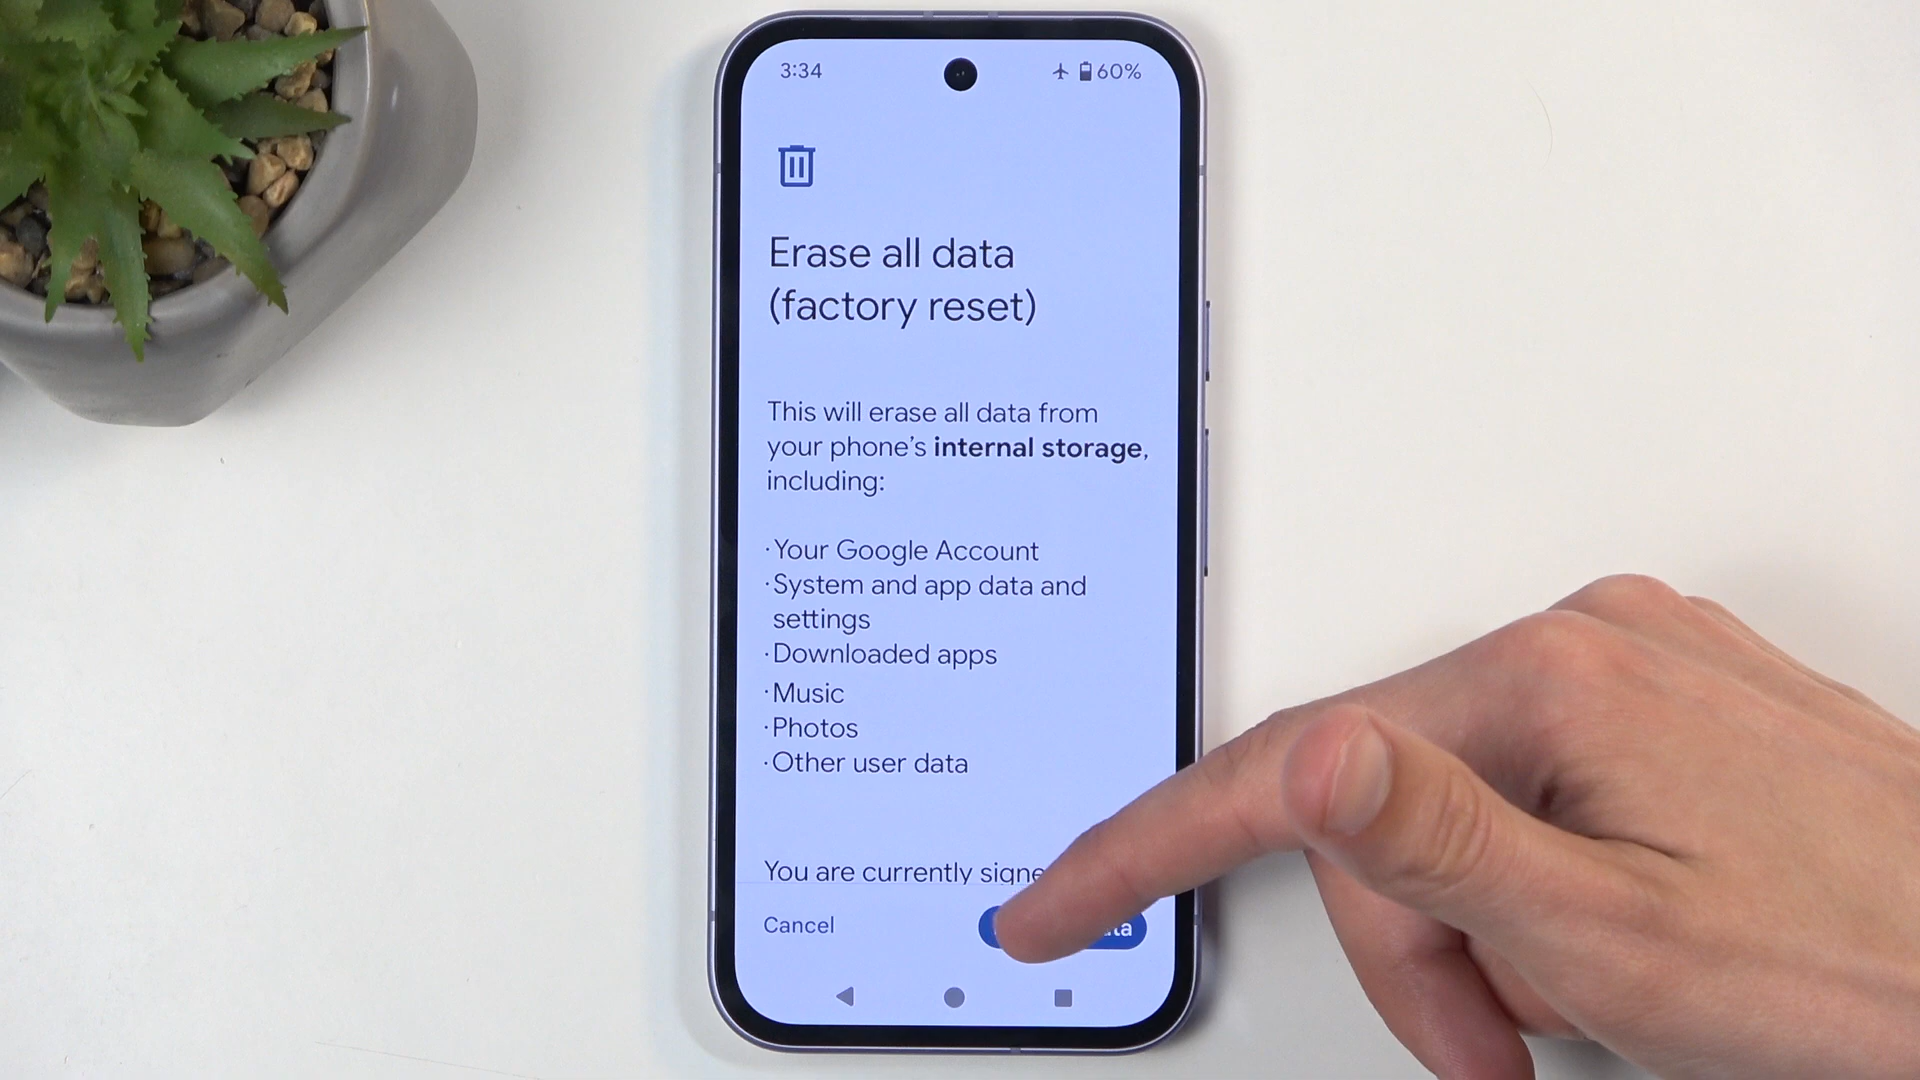 3:34 60%
Erase all data
(factory reset)
This will erase all data from
your phone’s internal storage,
including:
· Your Google Account
· System and app data and
settings
· Downloaded apps
· Music
· Photos
· Other user data
You are currently
Cancel